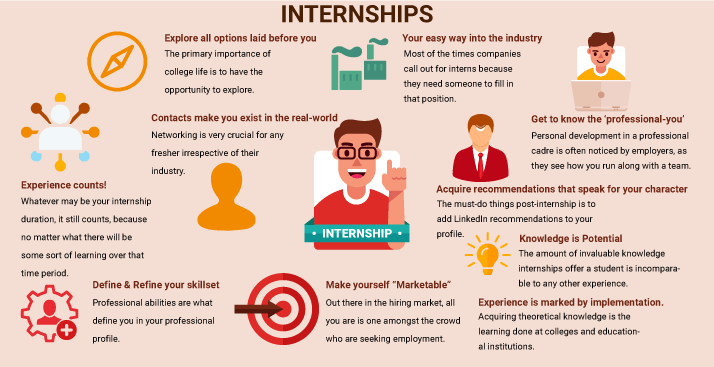 INTERNSHIPS
Explore all options laid before you
The primary importance of
college life is to have the
opportunity to explore.
Your easy way into the industry
Most of the times companies
call out for interns because
they need someone to fill in
that position.
Contacts make you exist in the real-world
Networking is very crucial for any
fresher irrespective of their
industry.
Get to know the ‘professional-you’
Personal development in a professional
cadre is often noticed by employers, as
they see how you run along with a team.
Experience counts!
Whatever may be your internship
duration, it still counts, because
no matter what there will be
some sort of learning over that
time period.
INTERNSHIP
Acquire recommendations that speak for your character
The must-do things post-internship is to
add LinkedIn recommendations to your
profile.
Knowledge is Potential
The amount of invaluable knowledge
internships offer a student is incompara-
ble to any other experience.
Define & Refine your skillset
Professional abilities are what
define you in your professional
profile.
Make yourself “Marketable”
Out there in the hiring market, all
you are is one amongst the crowd
who are seeking employment.
Experience is marked by implementation.
Acquiring theoretical knowledge is the
learning done at colleges and education-
al institutions.